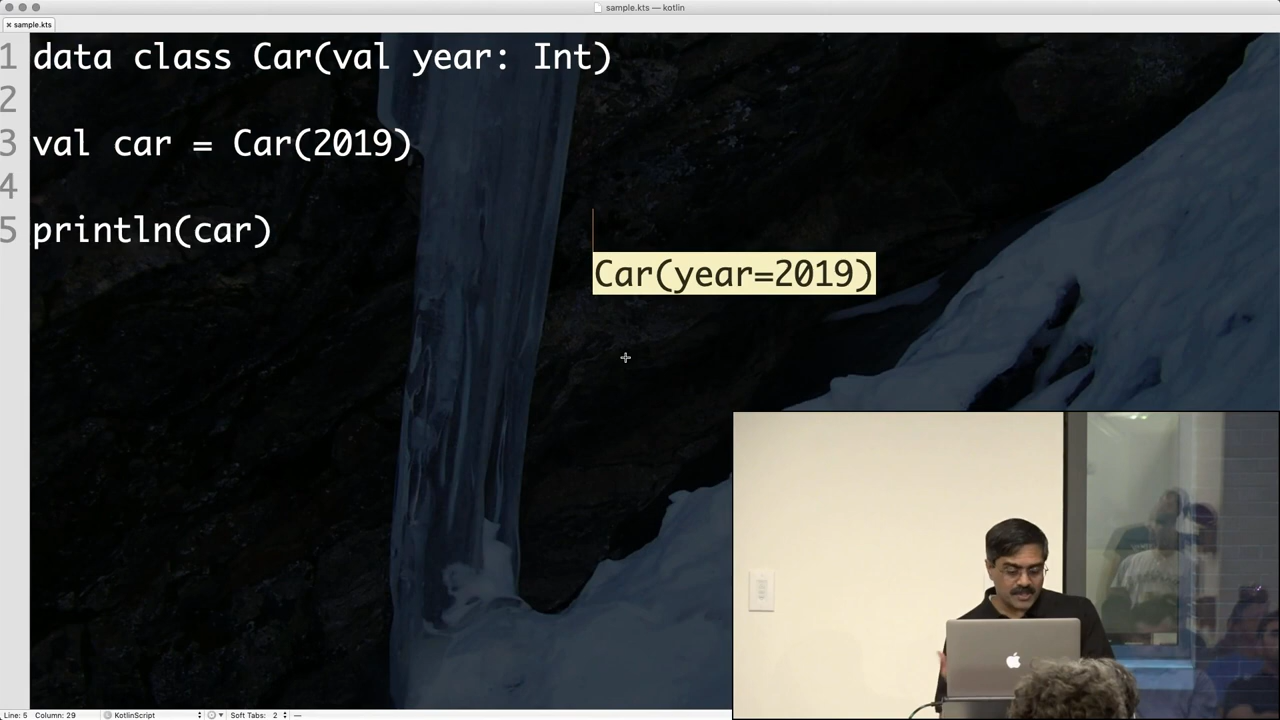 sample.kts — kotlin
sample.kts
1 data class Car(val year: Int)
2
3 val car = Car(2019)
4
5 println(car)
Car(year=2019)
Line: 5 Column: 29 KotlinScript Soft Tabs: 2 —